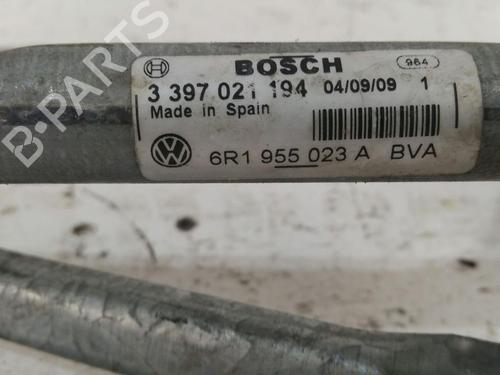 B-PARTS
BOSCH 964
3 397 021 194 04/09/09 1
Made in Spain
6R1 955 023 A BVA